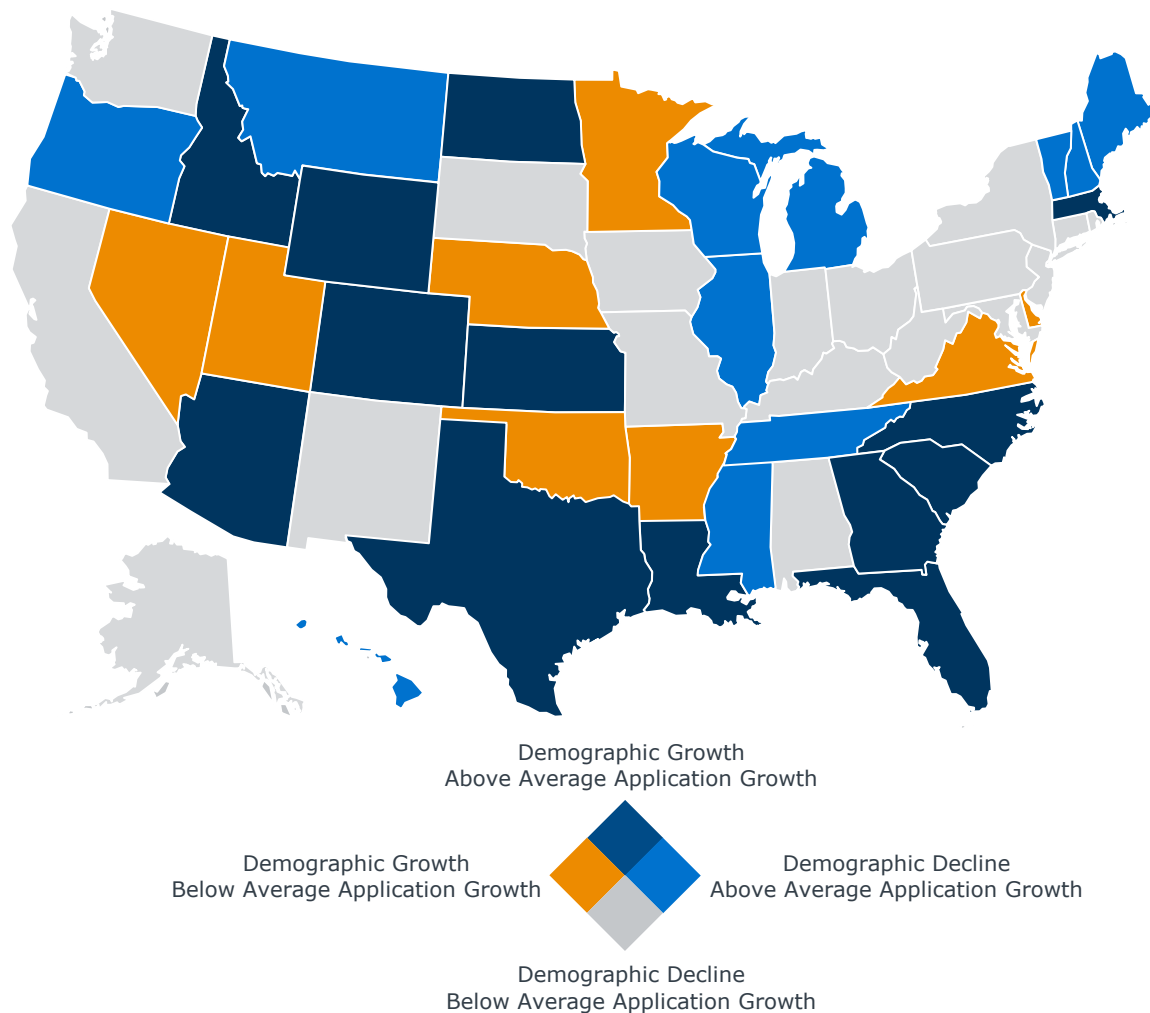 Demographic Growth
Above Average Application Growth
Demographic Growth
Below Average Application Growth
Demographic Decline
Above Average Application Growth
Demographic Decline
Below Average Application Growth